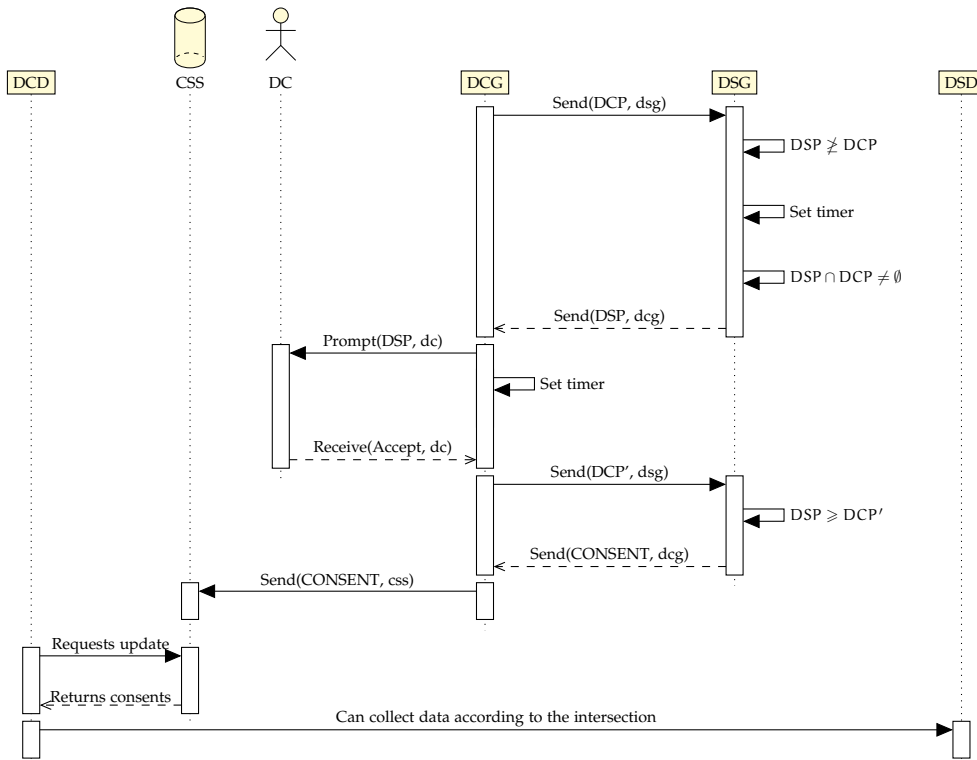 DCD
CSS
DC
DCG
DSG
DSD
Send(DCP, dsg)
DSP ≱ DCP
Set timer
DSP ∩ DCP ≠ ∅
Send(DSP, dcg)
Prompt(DSP, dc)
Set timer
Receive(Accept, dc)
Send(DCP′, dsg)
DSP ⩾ DCP′
Send(CONSENT, dcg)
Send(CONSENT, css)
Requests update
Returns consents
Can collect data according to the intersection